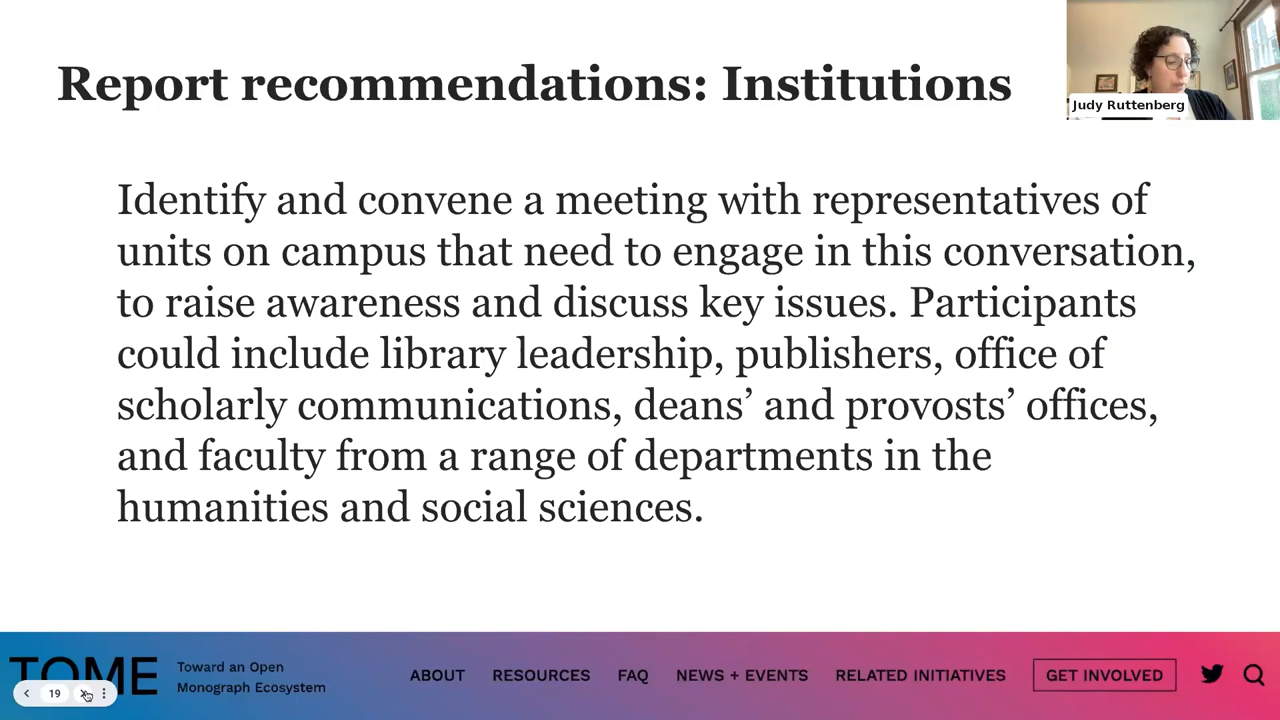 Report recommendations: Institutions
Judy Ruttenberg
Identify and convene a meeting with representatives of
units on campus that need to engage in this conversation,
to raise awareness and discuss key issues. Participants
could include library leadership, publishers, office of
scholarly communications, deans’ and provosts’ offices,
and faculty from a range of departments in the
humanities and social sciences.
TOME
Toward an Open
Monograph Ecosystem
ABOUT RESOURCES FAQ NEWS + EVENTS RELATED INITIATIVES GET INVOLVED
19